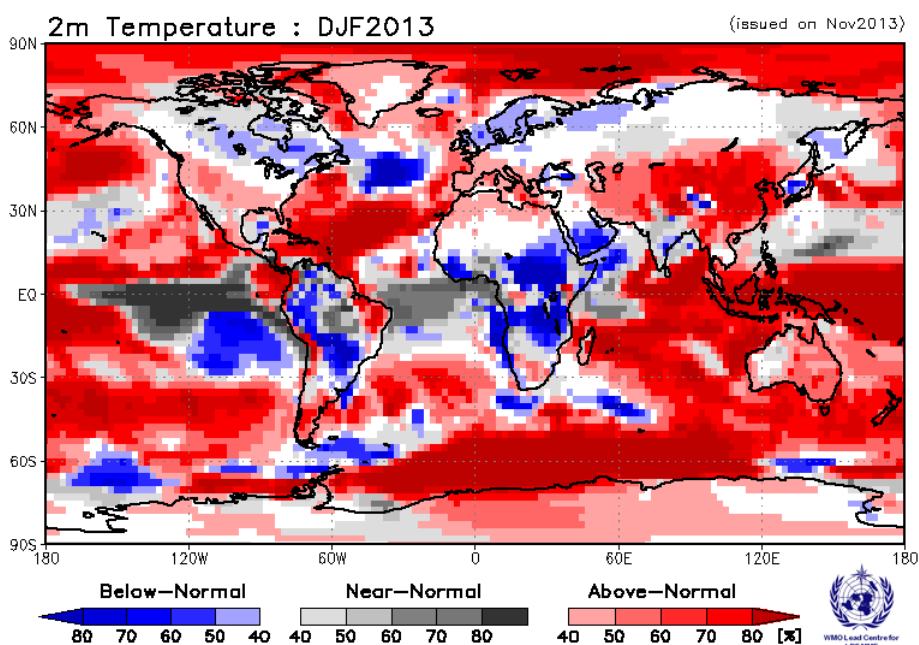 2m Temperature : DJF2013
(issued on Nov2013)
90N
60N
30N
EQ
30S
60S
90S
180 120W 60W 0 60E 120E 180
Below-Normal Near-Normal Above-Normal
80 70 60 50 40 40 50 60 70 80 40 50 60 70 80 [%]
WMO Lead Centre for